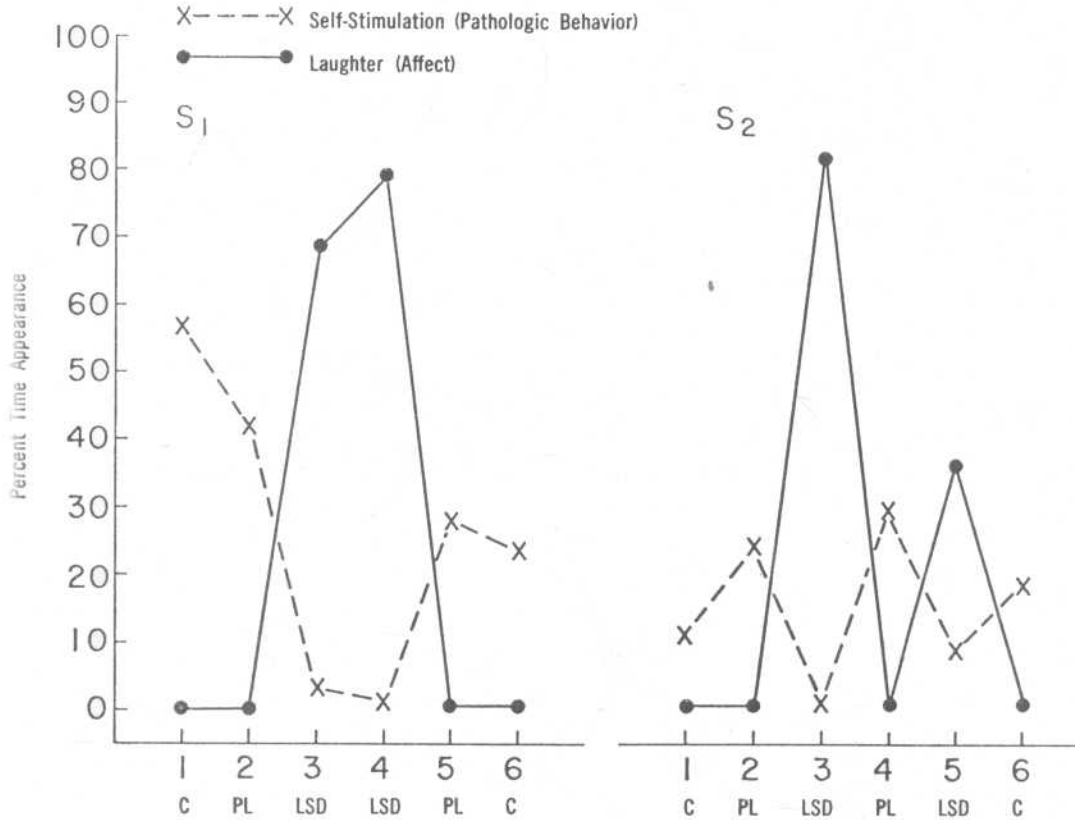 X---X Self-Stimulation (Pathologic Behavior)
Laughter (Affect)
100
90
80
70
60
50
40
30
20
10
0
Percent Time Appearance
S1
S2
1 2 3 4 5 6
C PL LSD LSD PL C
1 2 3 4 5 6
C PL LSD PL LSD C